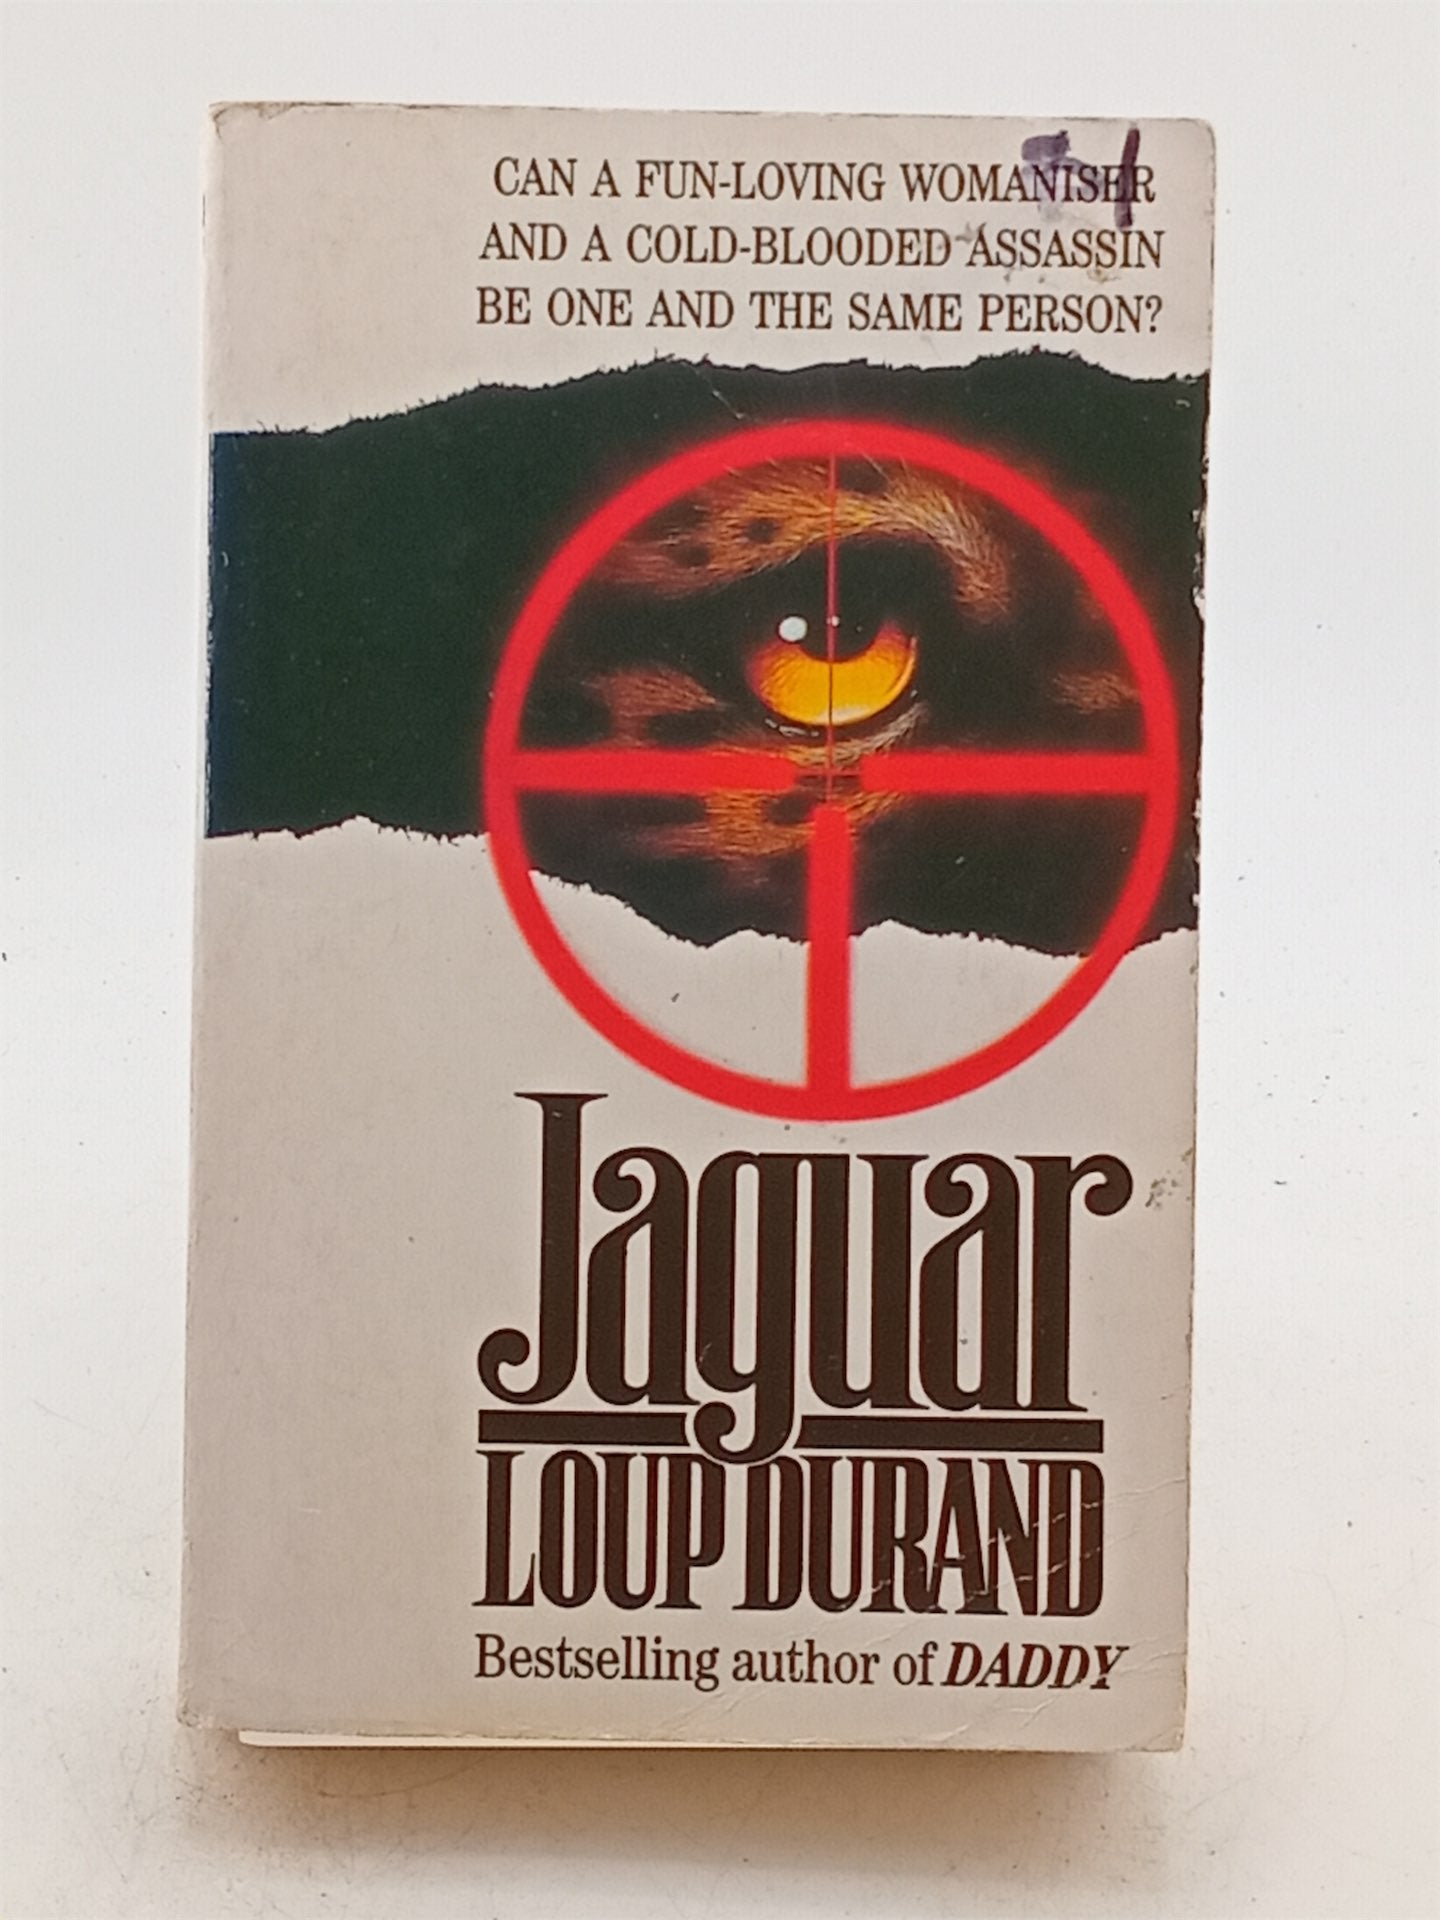 CAN A FUN-LOVING WOMANISER
AND A COLD-BLOODED ASSASSIN
BE ONE AND THE SAME PERSON?
Jaguar
LOUP DURAND
Bestselling author of DADDY